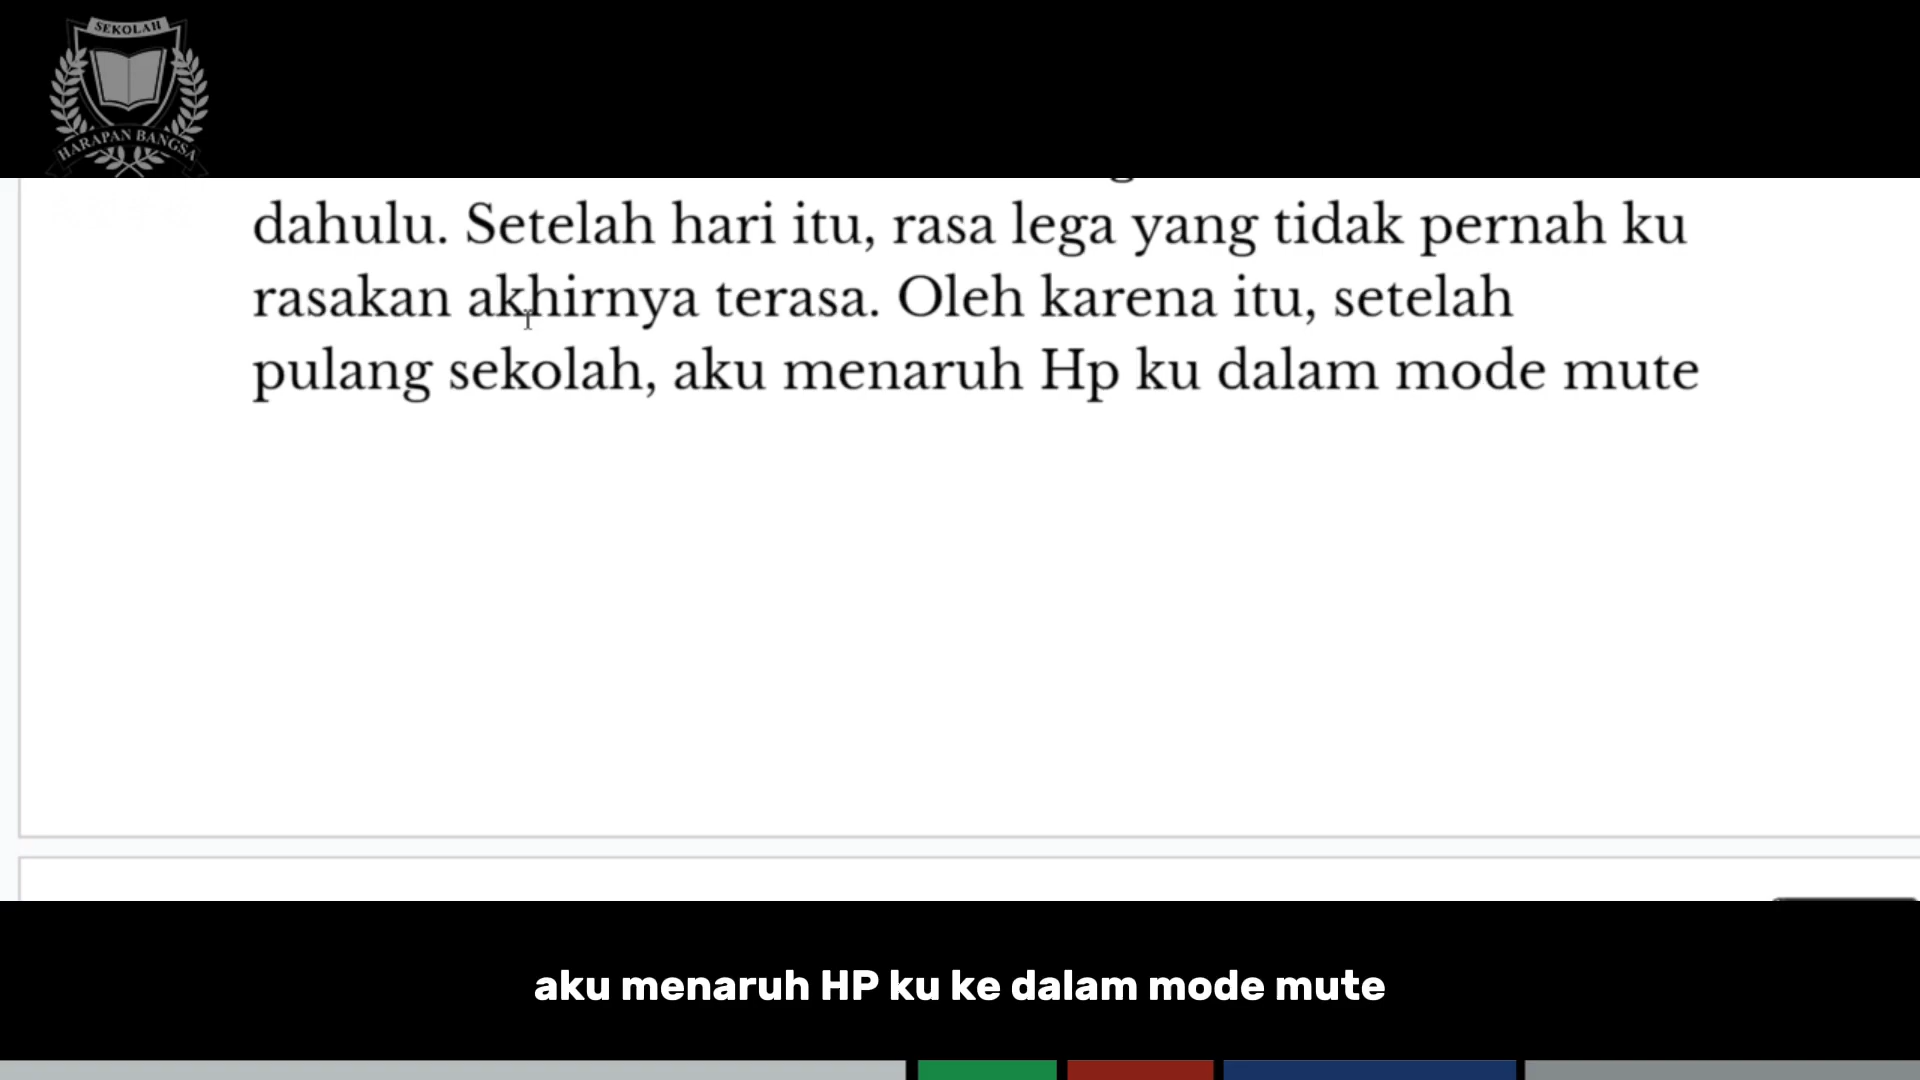 SEKOLAH
HARAPAN BANGSA
dahulu. Setelah hari itu, rasa lega yang tidak pernah ku
rasakan akhirnya terasa. Oleh karena itu, setelah
pulang sekolah, aku menaruh Hp ku dalam mode mute
aku menaruh HP ku ke dalam mode mute